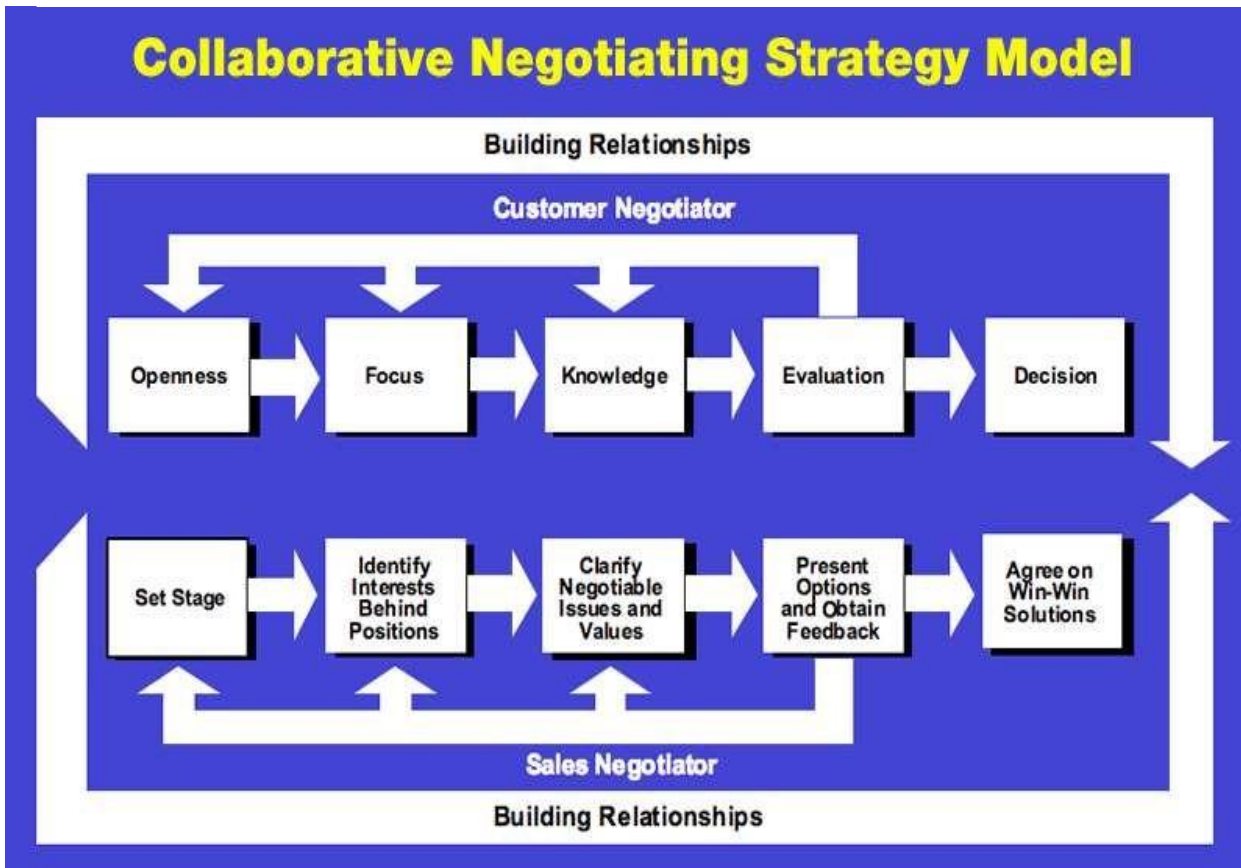 Collaborative Negotiating Strategy Model
Building Relationships
Customer Negotiator
Openness
Focus
Knowledge
Evaluation
Decision
Set Stage
Identify
Interests
Behind
Positions
Clarify
Negotiable
Issues and
Values
Present
Options
and Obtain
Feedback
Agree on
Win-Win
Solutions
Sales Negotiator
Building Relationships